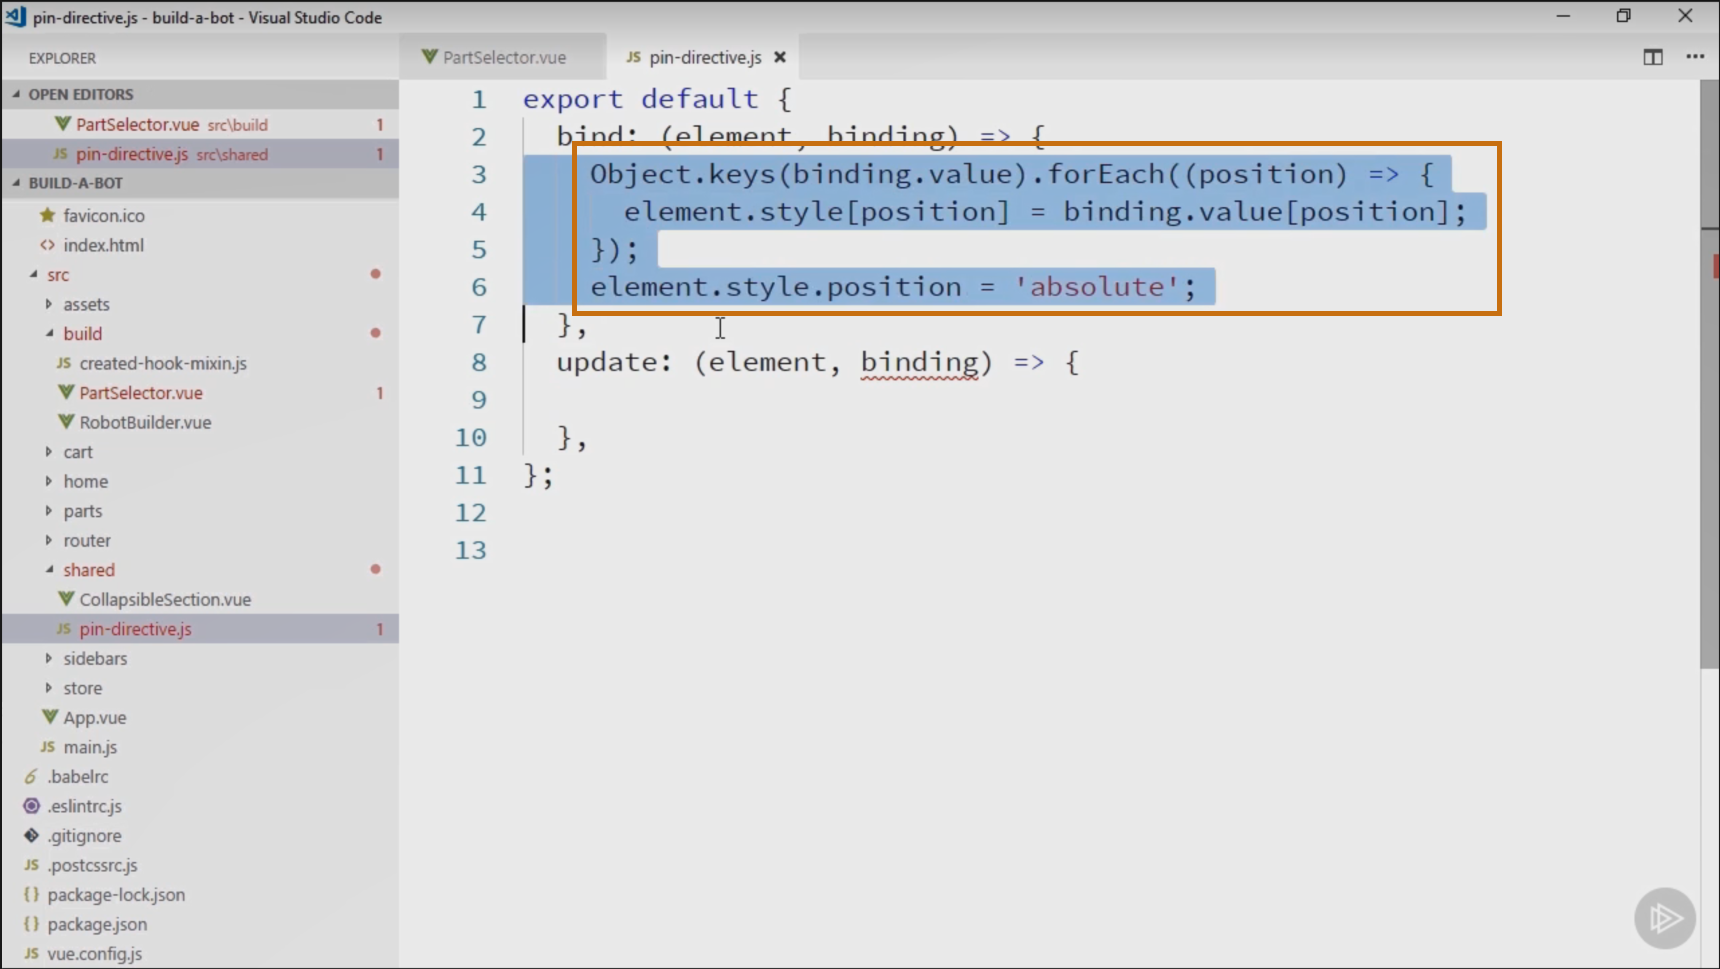 pin-directive.js - build-a-bot - Visual Studio Code
EXPLORER
OPEN EDITORS
PartSelector.vue src\build 1
JS pin-directive.js src\shared 1
BUILD-A-BOT
favicon.ico
<> index.html
src
assets
build
JS created-hook-mixin.js
PartSelector.vue 1
RobotBuilder.vue
cart
home
parts
router
shared
CollapsibleSection.vue
JS pin-directive.js 1
sidebars
store
App.vue
JS main.js
.babelrc
.eslintrc.js
.gitignore
JS .postcssrc.js
{} package-lock.json
{} package.json
JS vue.config.js
PartSelector.vue
JS pin-directive.js
1 export default {
2 bind: (element, binding) => {
3 Object.keys(binding.value).forEach((position) => {
4 element.style[position] = binding.value[position];
5 });
6 element.style.position = 'absolute';
7 },
8 update: (element, binding) => {
9
10 },
11 };
12
13